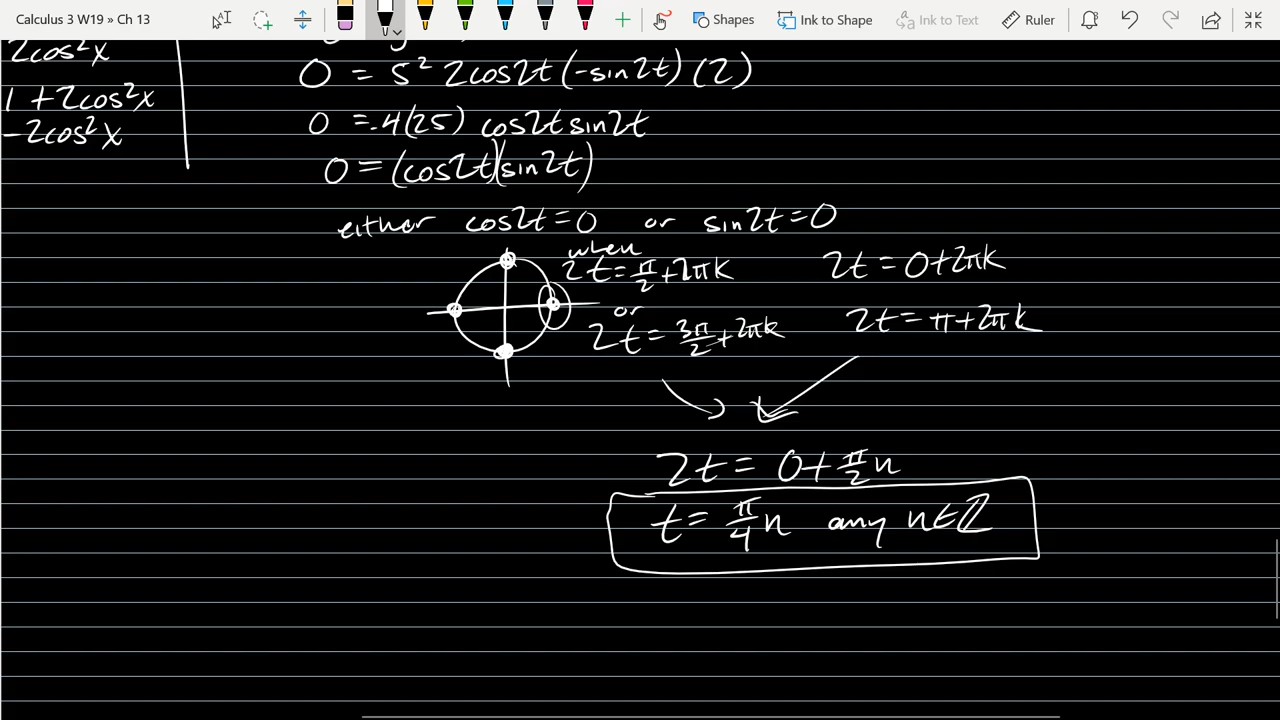 Calculus 3 W19 » Ch 13
Shapes
Ink to Shape
Ink to Text
Ruler
2cos²x
1 + 2cos²x
-2cos²x
0 = 5² 2cos2t (-sin2t) (2)
0 = -4(25) cos2t sin2t
0 = (cos2t)(sin2t)
either cos2t = 0 or sin2t = 0
when
2t = π/2 + 2πk
or
2t = 3π/2 + 2πk
2t = 0 + 2πk
2t = π + 2πk
2t = 0 + π/2 n
t = π/4 n any n ∈ ℤ